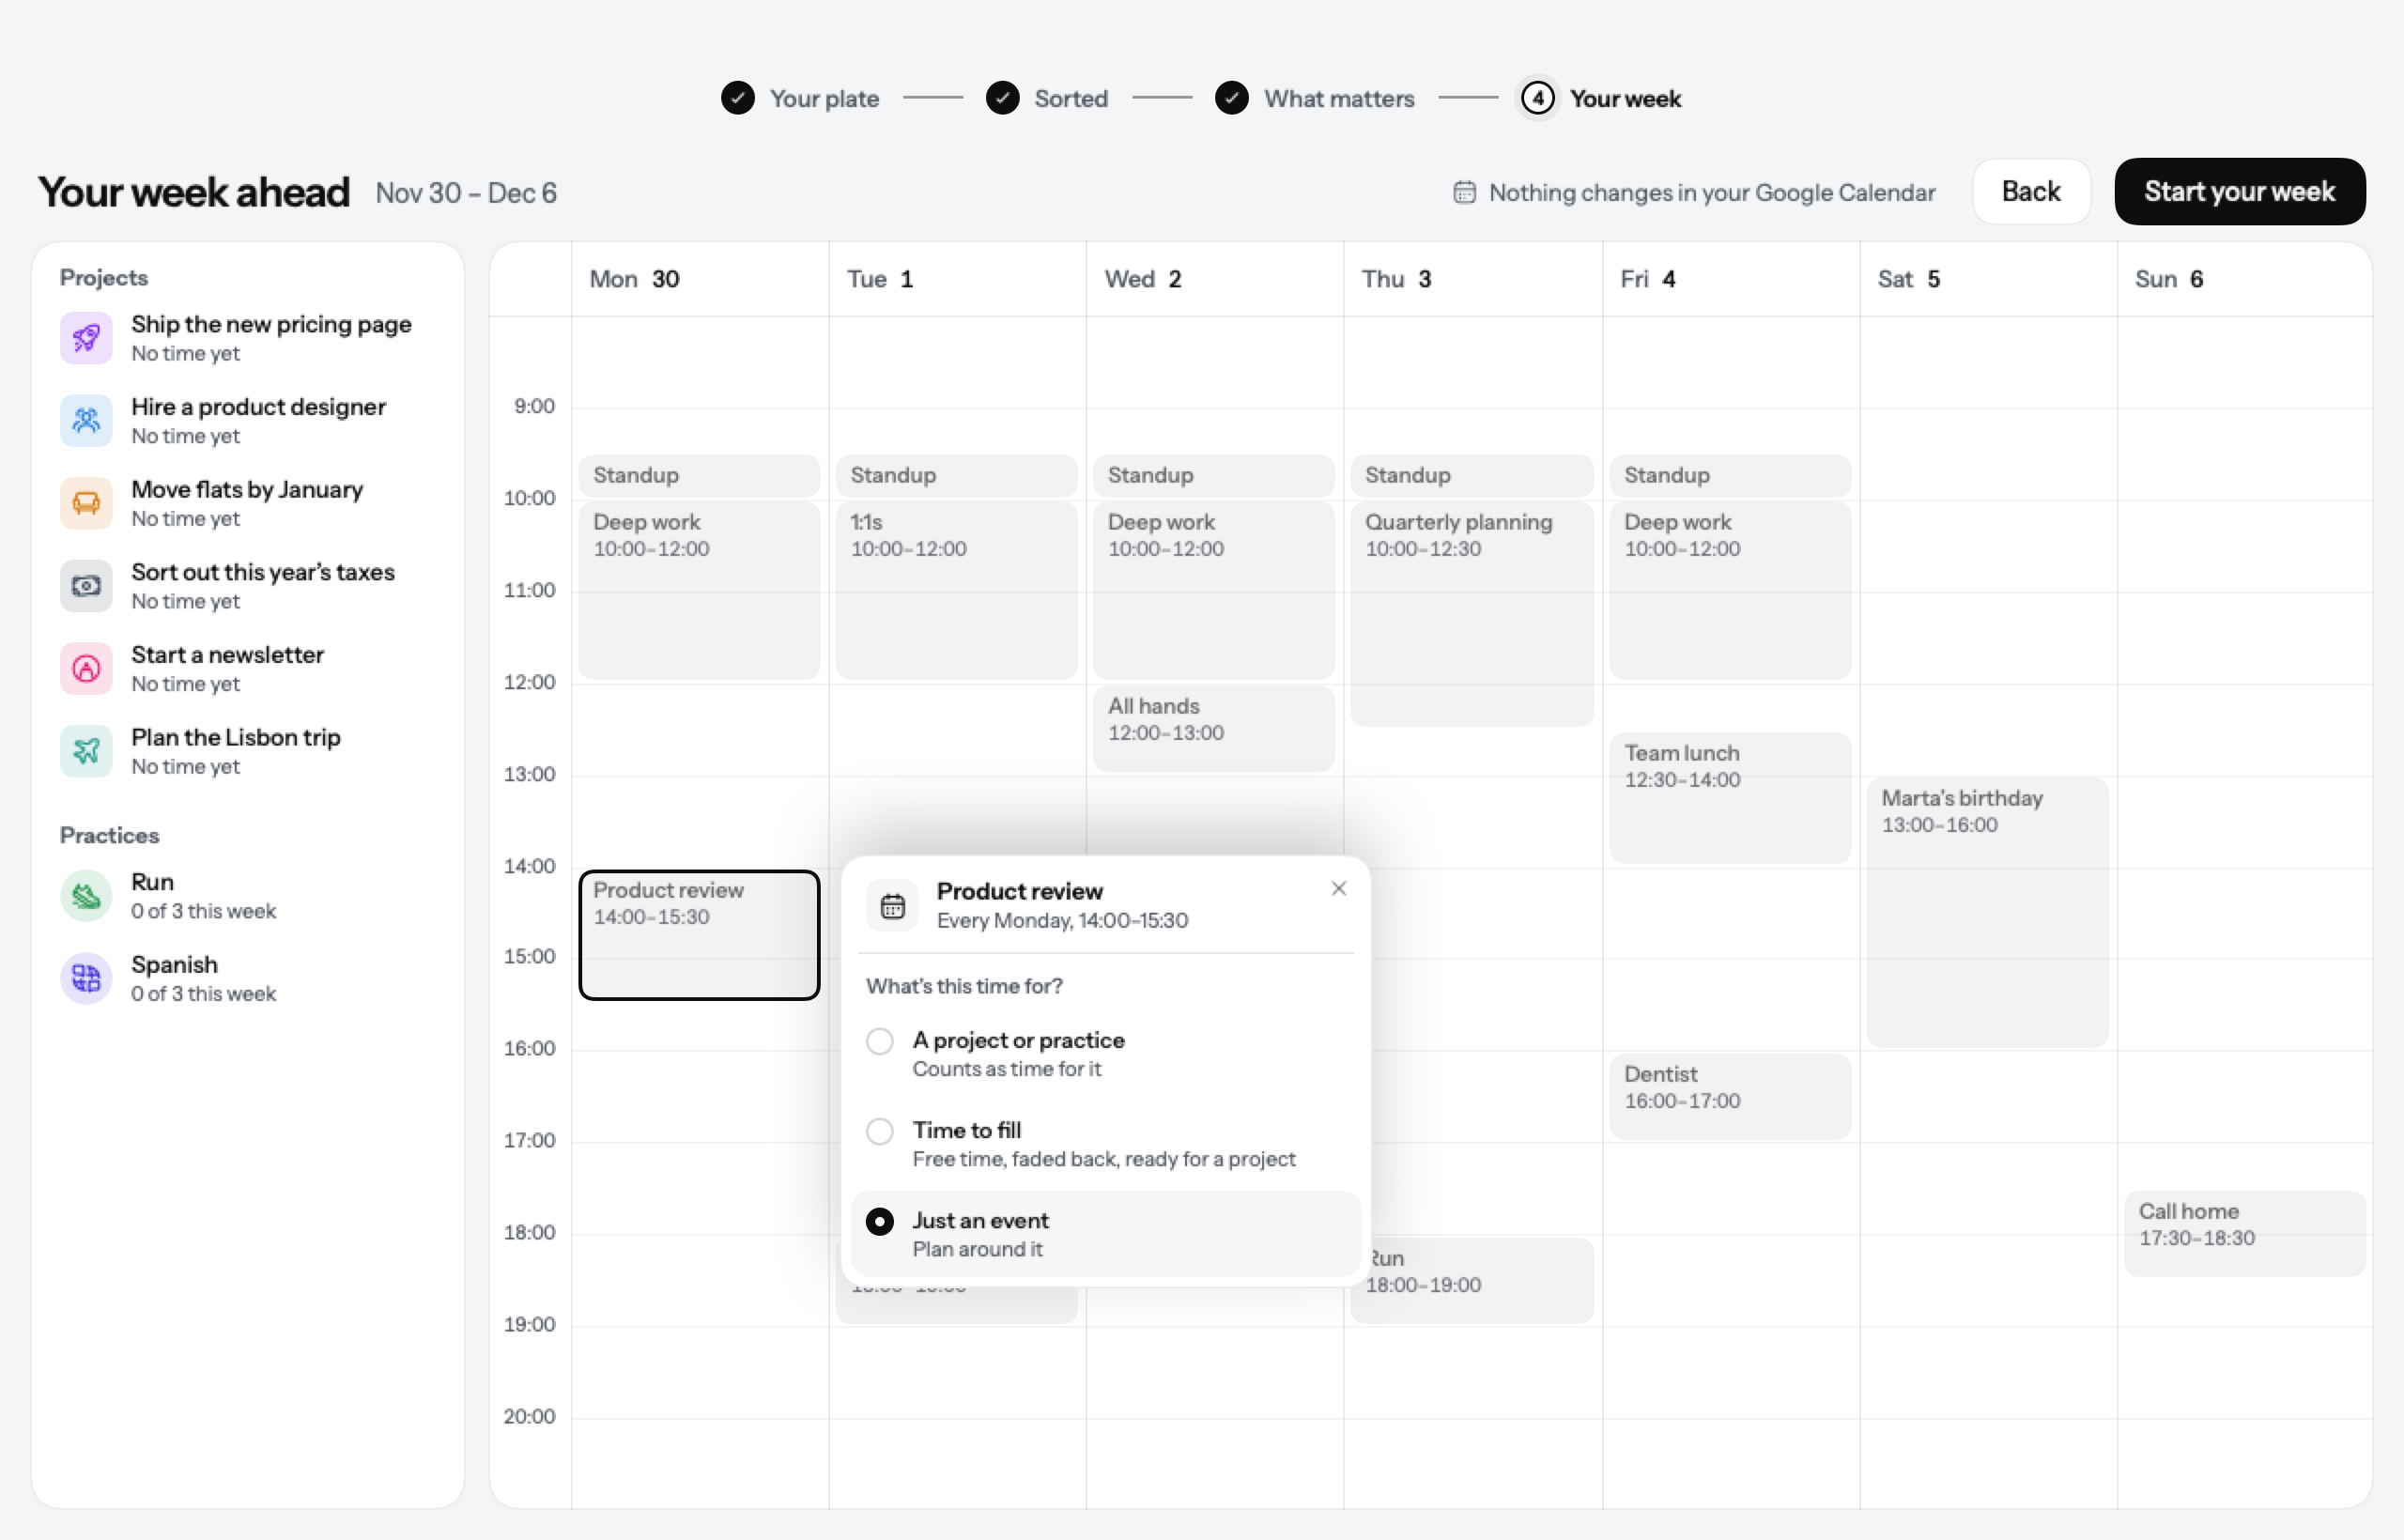 Your plate
Sorted
What matters
4 Your week
Your week ahead Nov 30 – Dec 6
Nothing changes in your Google Calendar
Back
Start your week
Projects
Ship the new pricing page
No time yet
Hire a product designer
No time yet
Move flats by January
No time yet
Sort out this year’s taxes
No time yet
Start a newsletter
No time yet
Plan the Lisbon trip
No time yet
Practices
Run
0 of 3 this week
Spanish
0 of 3 this week
Mon 30
Tue 1
Wed 2
Thu 3
Fri 4
Sat 5
Sun 6
9:00
10:00
11:00
12:00
13:00
14:00
15:00
16:00
17:00
18:00
19:00
20:00
Standup
Deep work
10:00–12:00
Product review
14:00–15:30
Standup
1:1s
10:00–12:00
Standup
Deep work
10:00–12:00
All hands
12:00–13:00
Standup
Quarterly planning
10:00–12:30
Run
18:00–19:00
Standup
Deep work
10:00–12:00
Team lunch
12:30–14:00
Dentist
16:00–17:00
Marta’s birthday
13:00–16:00
Call home
17:30–18:30
Product review
Every Monday, 14:00–15:30
What’s this time for?
A project or practice
Counts as time for it
Time to fill
Free time, faded back, ready for a project
Just an event
Plan around it